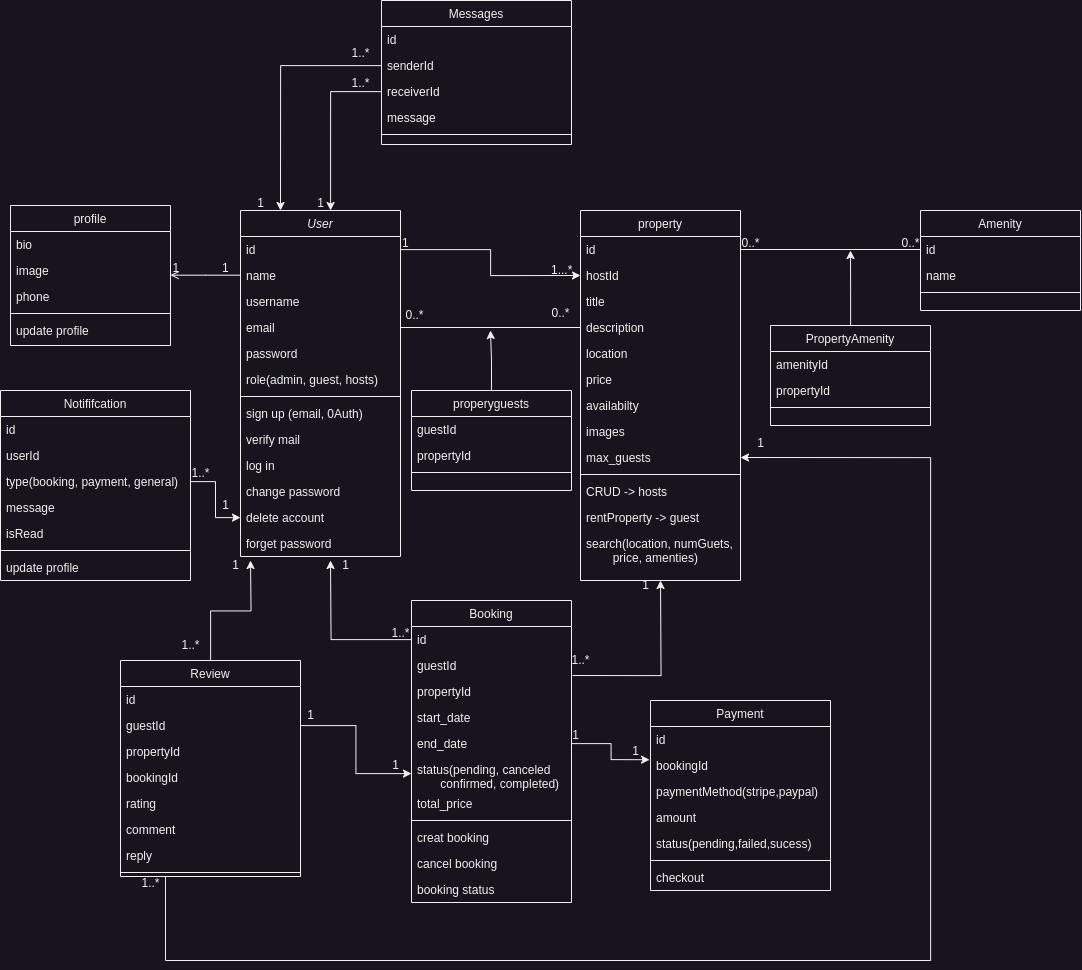 Messages
id
senderId
receiverId
message
1..*
1..*
1
1
profile
bio
image
phone
update profile
1
1
User
id
name
username
email
password
role(admin, guest, hosts)
sign up (email, 0Auth)
verify mail
log in
change password
delete account
forget password
1
1...*
0..*
0..*
property
id
hostId
title
description
location
price
availabilty
images
max_guests
CRUD -> hosts
rentProperty -> guest
search(location, numGuets,
price, amenties)
0..*
0..*
Amenity
id
name
PropertyAmenity
amenityId
propertyId
properyguests
guestId
propertyId
Notififcation
id
userId
type(booking, payment, general)
message
isRead
update profile
1..*
1
1
1
1
1
1..*
1..*
1..*
Booking
id
guestId
propertyId
start_date
end_date
status(pending, canceled
confirmed, completed)
total_price
creat booking
cancel booking
booking status
Review
id
guestId
propertyId
bookingId
rating
comment
reply
1
1
1..*
1
1
Payment
id
bookingId
paymentMethod(stripe,paypal)
amount
status(pending,failed,sucess)
checkout